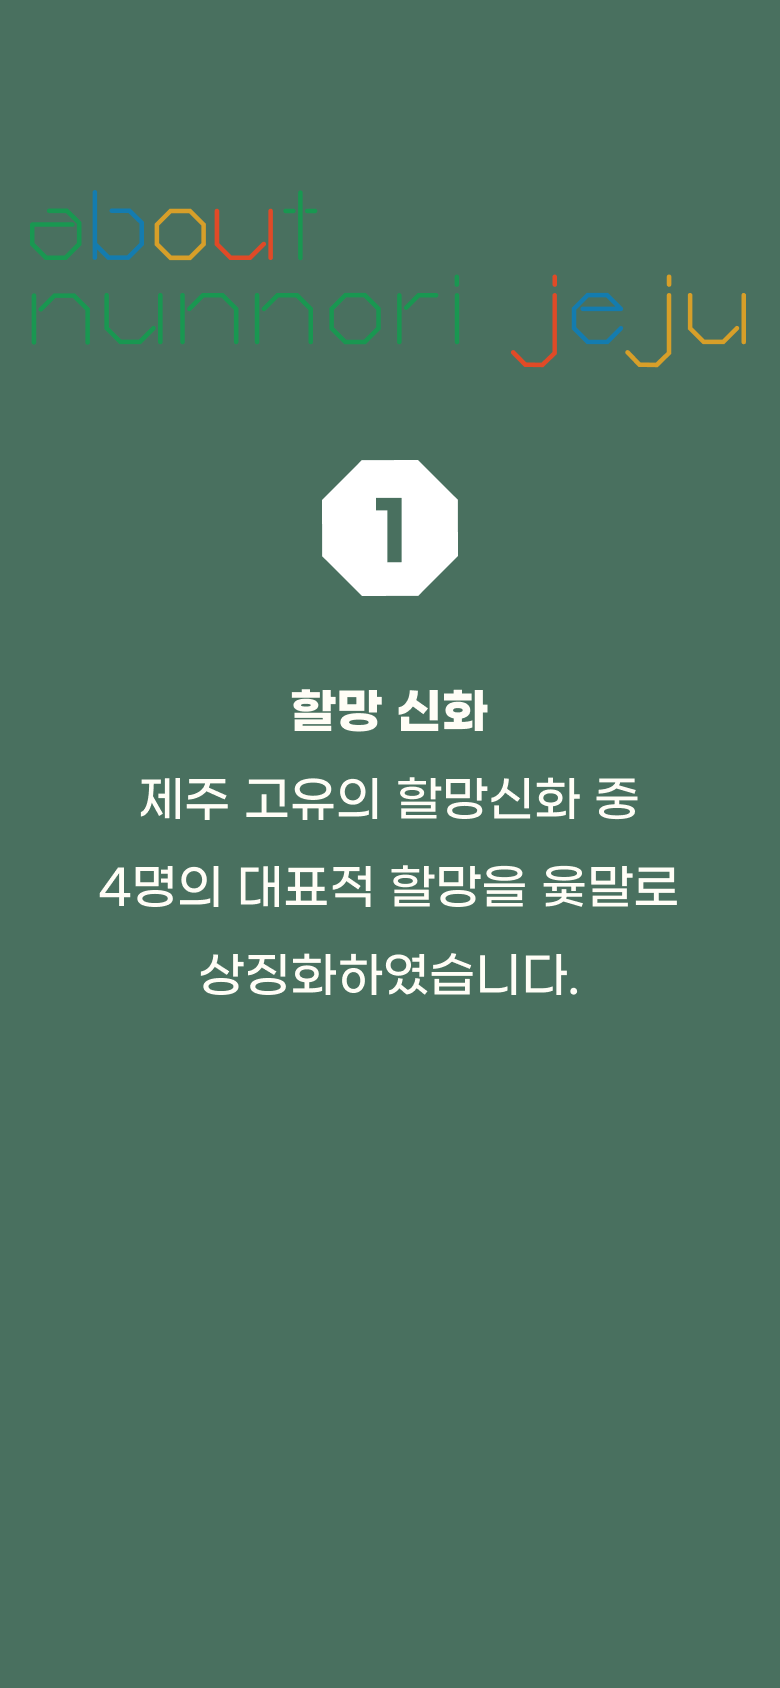 about
nunnori jeju
1
할망 신화
제주 고유의 할망신화 중
4명의 대표적 할망을 윷말로
상징화하였습니다.